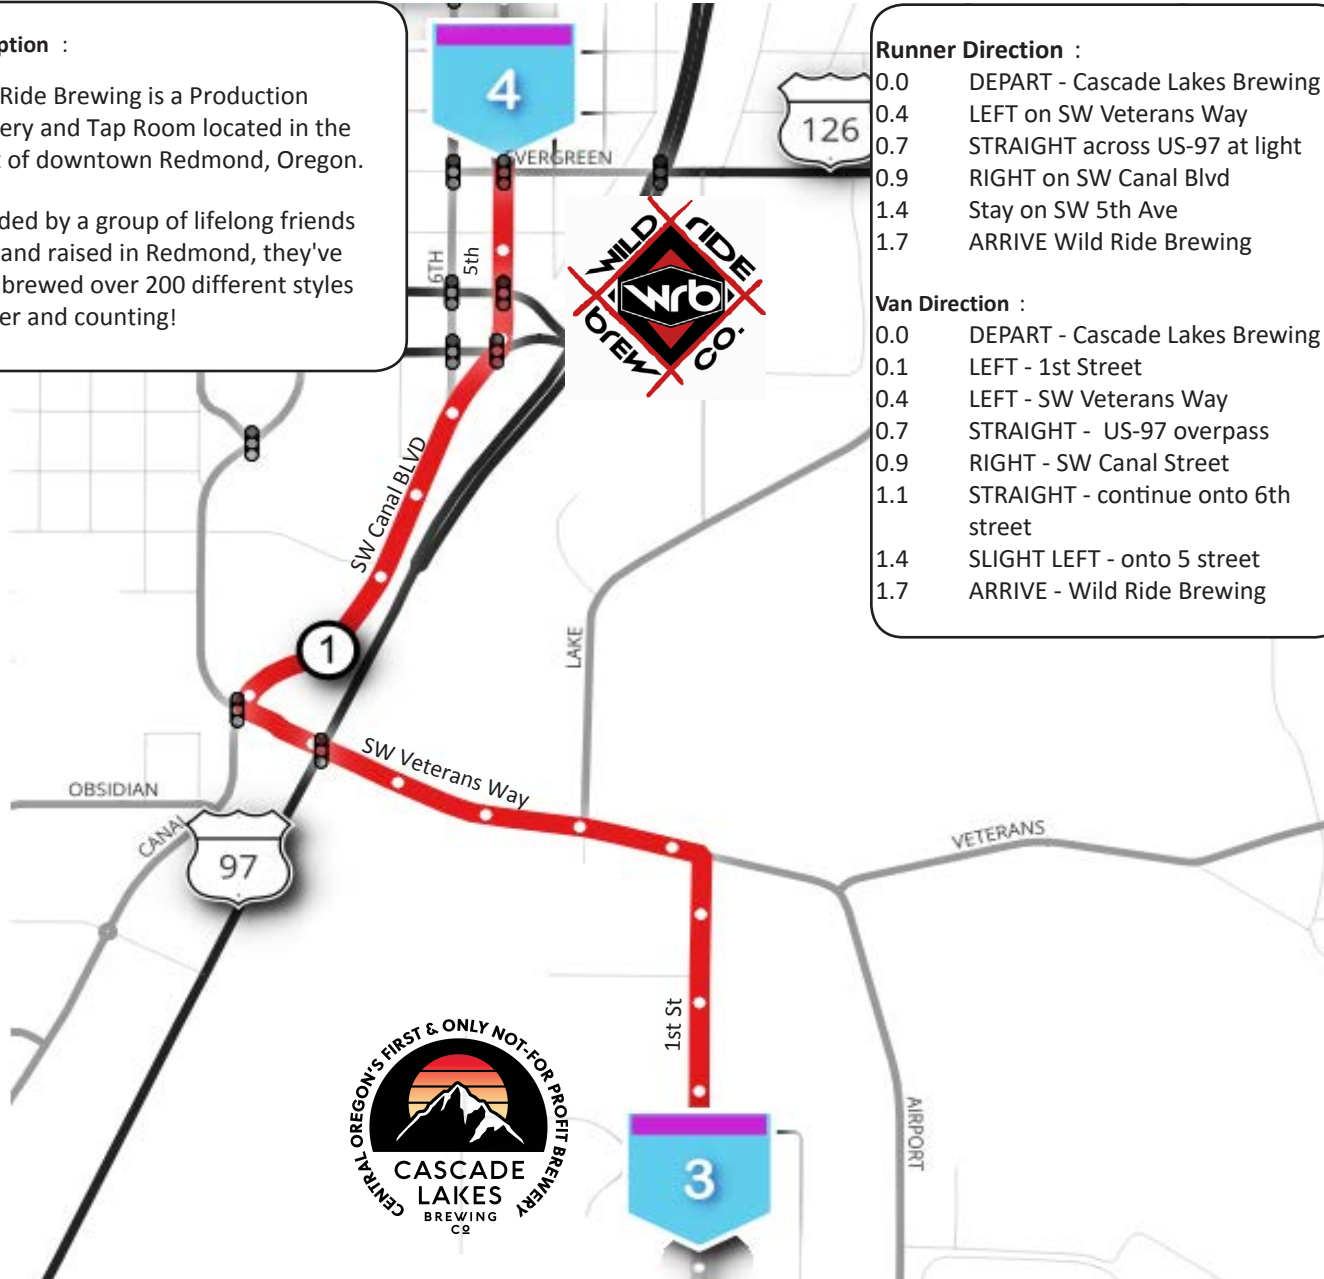 ption :
Ride Brewing is a Production
ery and Tap Room located in the
t of downtown Redmond, Oregon.
ded by a group of lifelong friends
and raised in Redmond, they've
brewed over 200 different styles
er and counting!
Runner Direction :
0.0 DEPART - Cascade Lakes Brewing
0.4 LEFT on SW Veterans Way
0.7 STRAIGHT across US-97 at light
0.9 RIGHT on SW Canal Blvd
1.4 Stay on SW 5th Ave
1.7 ARRIVE Wild Ride Brewing
Van Direction :
0.0 DEPART - Cascade Lakes Brewing
0.1 LEFT - 1st Street
0.4 LEFT - SW Veterans Way
0.7 STRAIGHT - US-97 overpass
0.9 RIGHT - SW Canal Street
1.1 STRAIGHT - continue onto 6th
street
1.4 SLIGHT LEFT - onto 5 street
1.7 ARRIVE - Wild Ride Brewing
4
126
EVERGREEN
6TH
5th
WILD RIDE
wrb
BREW CO.
SW Canal BLVD
1
LAKE
SW Veterans Way
OBSIDIAN
CANAL
97
VETERANS
1st St
AIRPORT
3
CENTRAL OREGON'S FIRST & ONLY NOT-FOR PROFIT BREWERY
CASCADE
LAKES
BREWING
CO